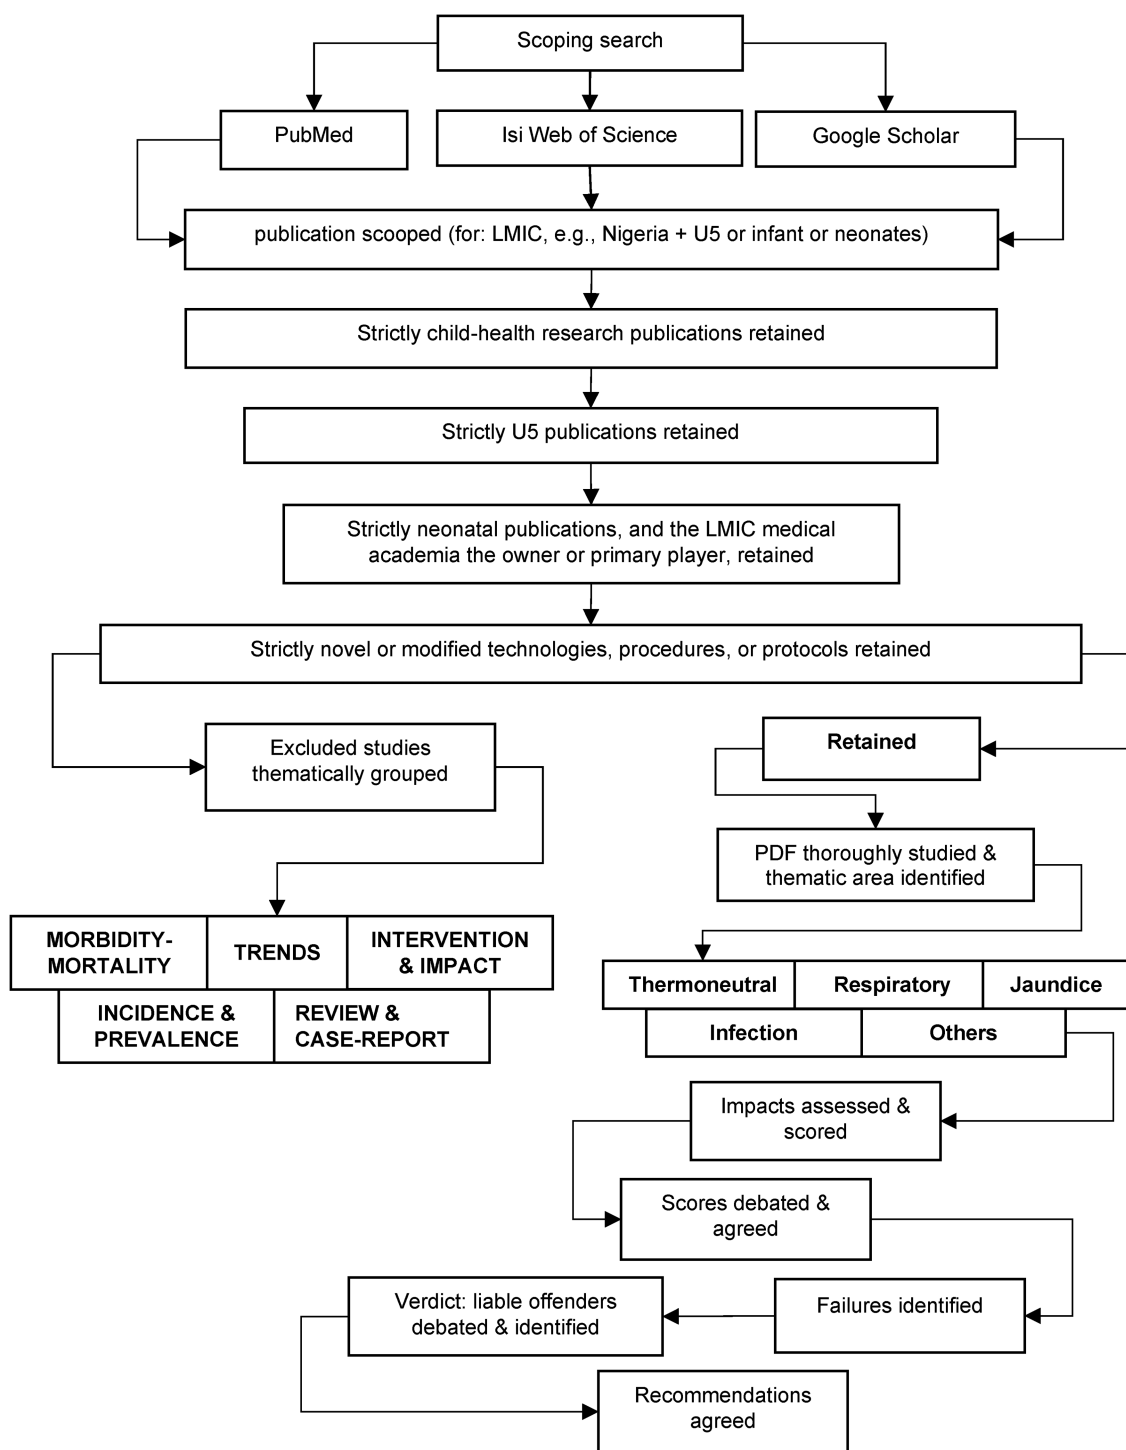 Scoping search
PubMed
Isi Web of Science
Google Scholar
publication scooped (for: LMIC, e.g., Nigeria + U5 or infant or neonates)
Strictly child-health research publications retained
Strictly U5 publications retained
Strictly neonatal publications, and the LMIC medical
academia the owner or primary player, retained
Strictly novel or modified technologies, procedures, or protocols retained
Excluded studies
thematically grouped
MORBIDITY-
MORTALITY
TRENDS
INTERVENTION
& IMPACT
INCIDENCE &
PREVALENCE
REVIEW &
CASE-REPORT
Retained
PDF thoroughly studied &
thematic area identified
Thermoneutral
Respiratory
Jaundice
Infection
Others
Impacts assessed &
scored
Scores debated &
agreed
Failures identified
Verdict: liable offenders
debated & identified
Recommendations
agreed